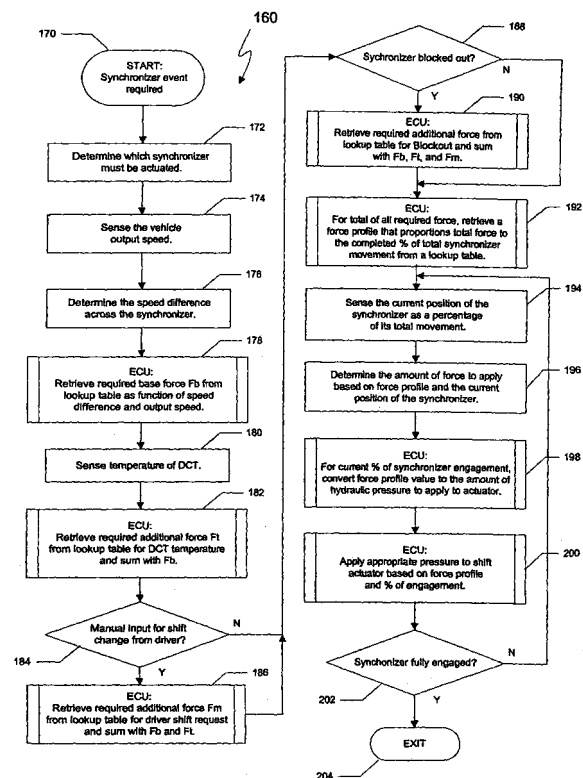 160
170
START:
Synchronizer event
required
172
Determine which synchronizer
must be actuated.
174
Sense the vehicle
output speed.
176
Determine the speed difference
across the synchronizer.
178
ECU:
Retrieve required base force Fb from
lookup table as function of speed
difference and output speed.
180
Sense temperature of DCT.
182
ECU:
Retrieve required additional force Ft
from lookup table for DCT temperature
and sum with Fb.
Manual input for shift
change from driver?
N
184
Y
186
ECU:
Retrieve required additional force Fm
from lookup table for driver shift request
and sum with Fb and Ft.
188
Sychronizer blocked out?
N
Y
190
ECU:
Retrieve required additional force from
lookup table for Blockout and sum
with Fb, Ft, and Fm.
192
ECU:
For total of all required force, retrieve a
force profile that proportions total force to
the completed % of total synchronizer
movement from a lookup table.
194
Sense the current position of the
synchronizer as a percentage
of its total movement.
196
Determine the amount of force to apply
based on force profile and the current
position of the synchronizer.
198
ECU:
For current % of synchronizer engagement,
convert force profile value to the amount of
hydraulic pressure to apply to actuator.
200
ECU:
Apply appropriate pressure to shift
actuator based on force profile
and % of engagement.
Synchonizer fully engaged?
N
202
Y
EXIT
204